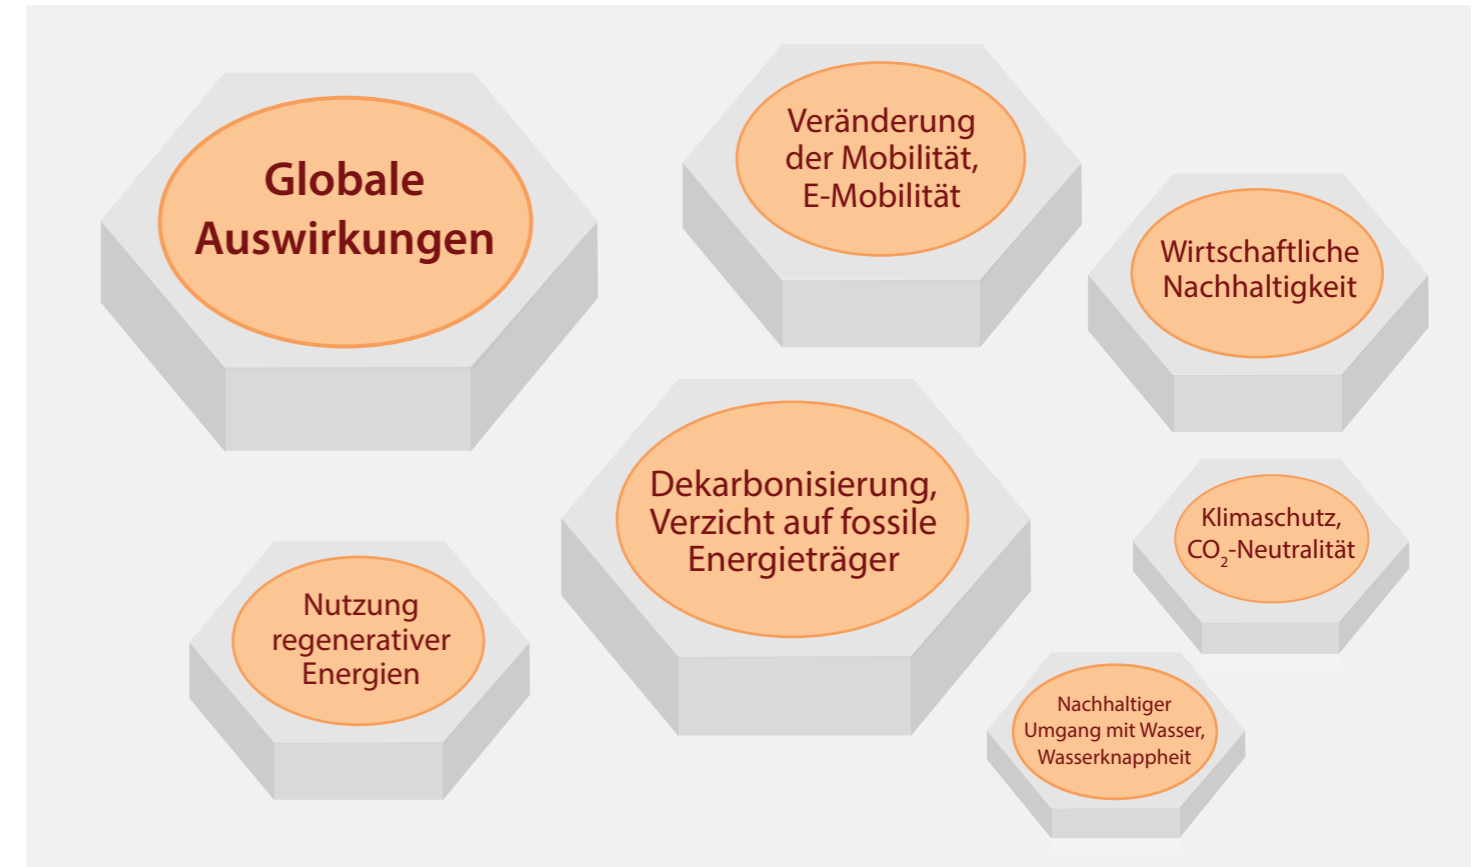 Globale
Auswirkungen
Veränderung
der Mobilität,
E-Mobilität
Wirtschaftliche
Nachhaltigkeit
Dekarbonisierung,
Verzicht auf fossile
Energieträger
Klimaschutz,
CO₂-Neutralität
Nutzung
regenerativer
Energien
Nachhaltiger
Umgang mit Wasser,
Wasserknappheit